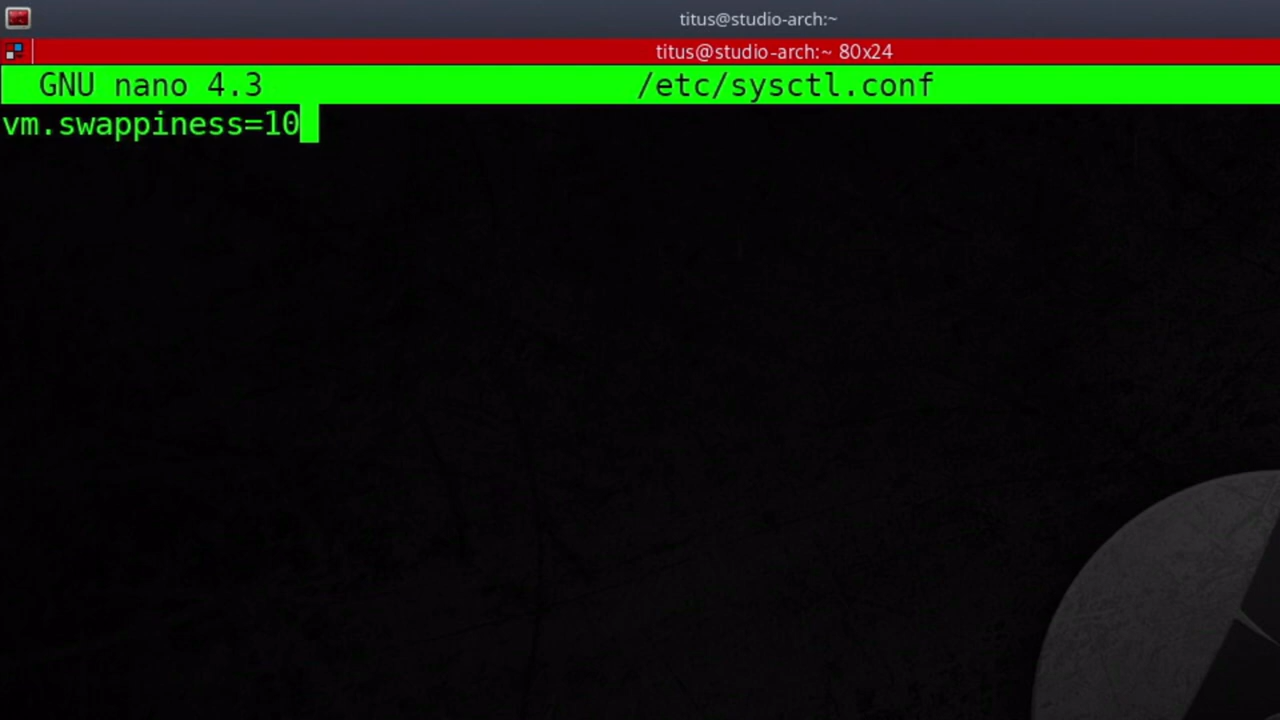 titus@studio-arch:~
titus@studio-arch:~ 80x24
GNU nano 4.3 /etc/sysctl.conf
vm.swappiness=10